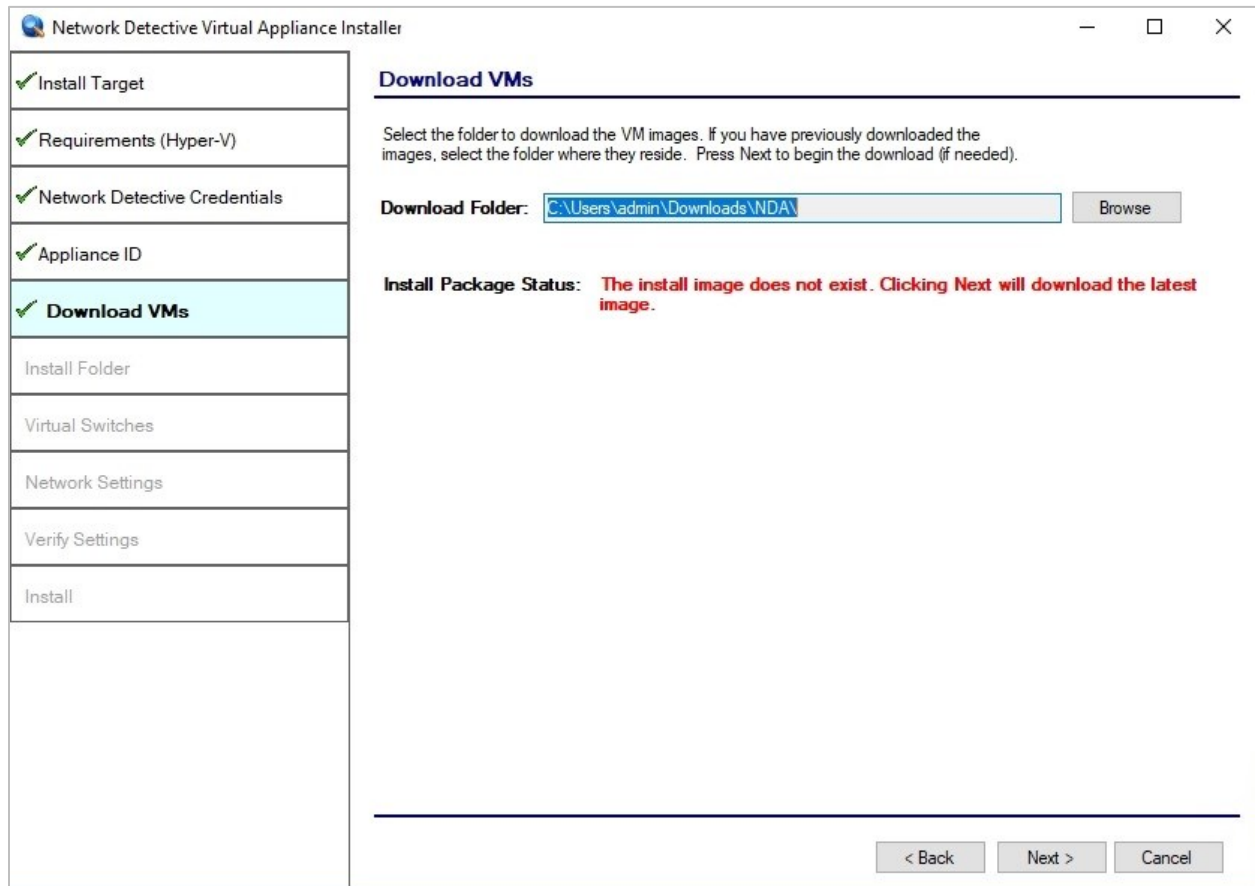 Network Detective Virtual Appliance Installer
Install Target
Requirements (Hyper-V)
Network Detective Credentials
Appliance ID
Download VMs
Install Folder
Virtual Switches
Network Settings
Verify Settings
Install
Download VMs
Select the folder to download the VM images. If you have previously downloaded the
images, select the folder where they reside. Press Next to begin the download (if needed).
Download Folder: C:\Users\admin\Downloads\NDA\ Browse
Install Package Status: The install image does not exist. Clicking Next will download the latest
image.
< Back Next > Cancel